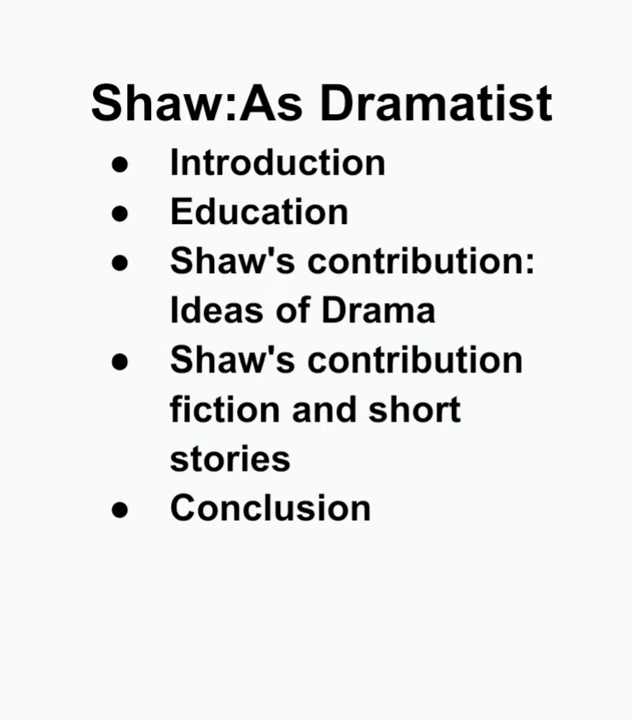 Shaw:As Dramatist
● Introduction
● Education
● Shaw's contribution:
Ideas of Drama
● Shaw's contribution
fiction and short
stories
● Conclusion